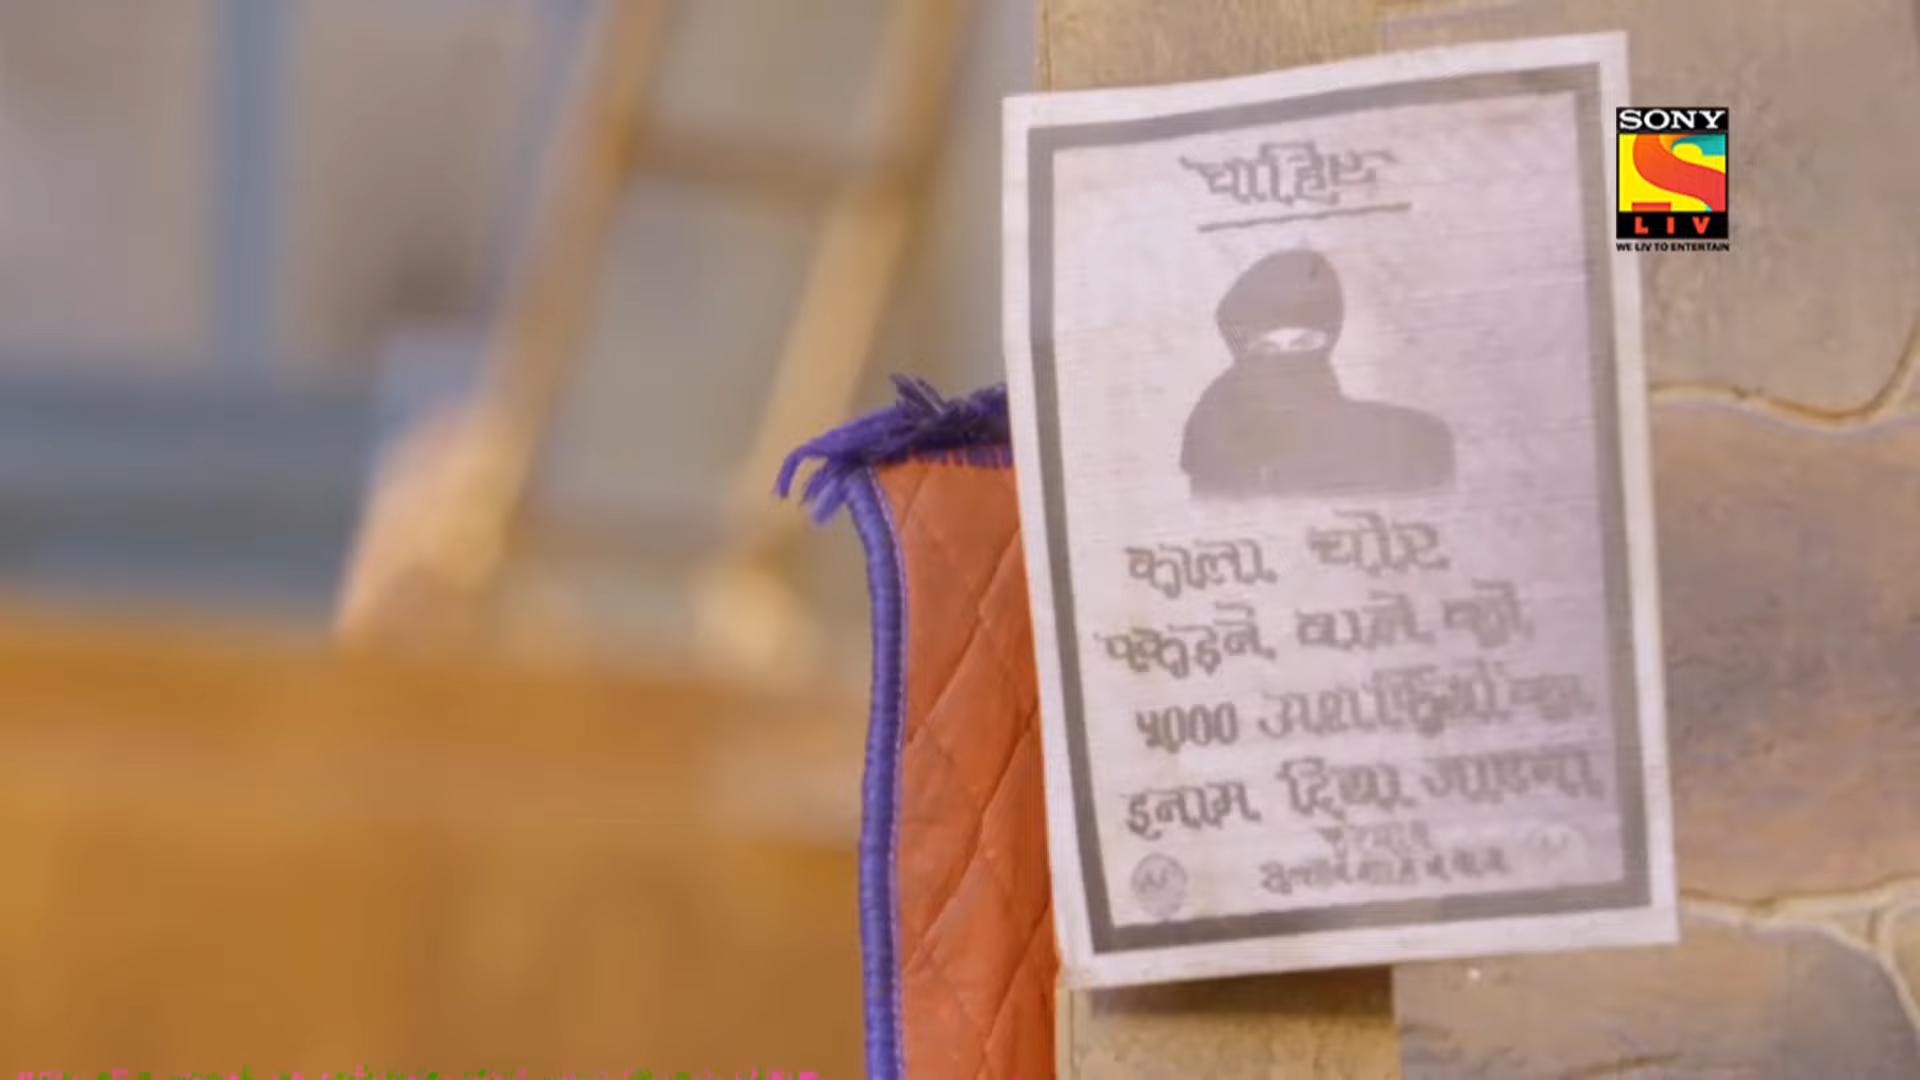 चाहिए
SONY
LIV
WE LIV TO ENTERTAIN
काला चोर
पकड़ने वाले को
५000 अशर्फियों का
इनाम दिया जाएगा